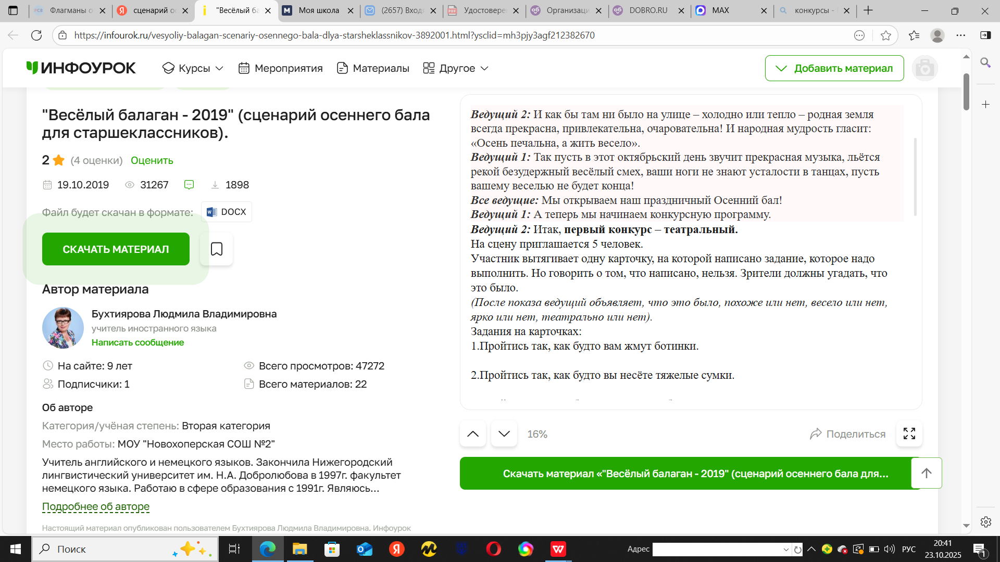 Флагманы о
сценарий ос
"Весёлый ба
Моя школа
(2657) Входя
Удостовере
Организаци
DOBRO.RU
MAX
конкурсы -
https://infourok.ru/vesyoliy-balagan-scenariy-osennego-bala-dlya-starsheklassnikov-3892001.html?ysclid=mh3pjy3agf212382670
ИНФОУРОК
Курсы
Мероприятия
Материалы
Другое
Добавить материал
"Весёлый балаган - 2019" (сценарий осеннего бала
для старшеклассников).
2 (4 оценки) Оценить
19.10.2019 31267 1898
Файл будет скачан в формате: DOCX
СКАЧАТЬ МАТЕРИАЛ
Автор материала
Бухтиярова Людмила Владимировна
учитель иностранного языка
Написать сообщение
На сайте: 9 лет
Всего просмотров: 47272
Подписчики: 1
Всего материалов: 22
Об авторе
Категория/учёная степень: Вторая категория
Место работы: МОУ "Новохоперская СОШ №2"
Учитель английского и немецкого языков. Закончила Нижегородский
лингвистический университет им. Н.А. Добролюбова в 1997г. факультет
немецкого языка. Работаю в сфере образования с 1991г. Являюсь...
Подробнее об авторе
Настоящий материал опубликован пользователем Бухтиярова Людмила Владимировна. Инфоурок
Ведущий 2: И как бы там ни было на улице – холодно или тепло – родная земля
всегда прекрасна, привлекательна, очаровательна! И народная мудрость гласит:
«Осень печальна, а жить весело».
Ведущий 1: Так пусть в этот октябрьский день звучит прекрасная музыка, льётся
рекой безудержный весёлый смех, ваши ноги не знают усталости в танцах, пусть
вашему веселью не будет конца!
Все ведущие: Мы открываем наш праздничный Осенний бал!
Ведущий 1: А теперь мы начинаем конкурсную программу.
Ведущий 2: Итак, первый конкурс – театральный.
На сцену приглашается 5 человек.
Участник вытягивает одну карточку, на которой написано задание, которое надо
выполнить. Но говорить о том, что написано, нельзя. Зрители должны угадать, что
это было.
(После показа ведущий объявляет, что это было, похоже или нет, весело или нет,
ярко или нет, театрально или нет).
Задания на карточках:
1.Пройтись так, как будто вам жмут ботинки.
2.Пройтись так, как будто вы несёте тяжелые сумки.
16%
Поделиться
Скачать материал «"Весёлый балаган - 2019" (сценарий осеннего бала для...
Поиск
Адрес
РУС
20:41
23.10.2025
1